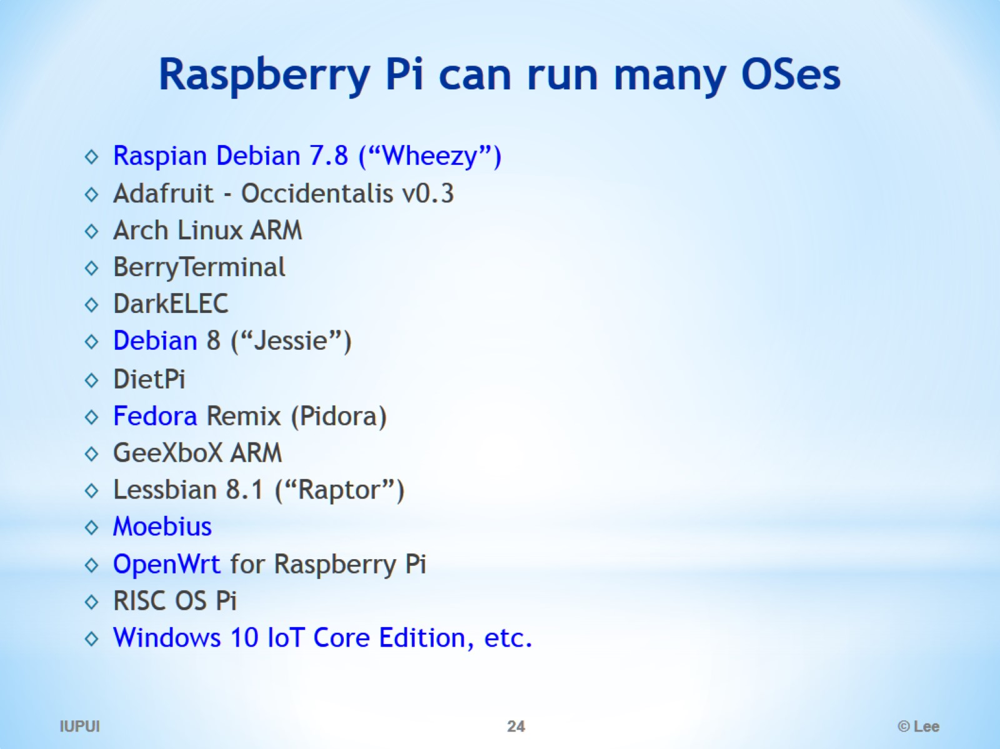 Raspberry Pi can run many OSes
◇ Raspian Debian 7.8 (“Wheezy”)
◇ Adafruit - Occidentalis v0.3
◇ Arch Linux ARM
◇ BerryTerminal
◇ DarkELEC
◇ Debian 8 (“Jessie”)
◇ DietPi
◇ Fedora Remix (Pidora)
◇ GeeXboX ARM
◇ Lessbian 8.1 (“Raptor”)
◇ Moebius
◇ OpenWrt for Raspberry Pi
◇ RISC OS Pi
◇ Windows 10 IoT Core Edition, etc.
IUPUI 24 © Lee